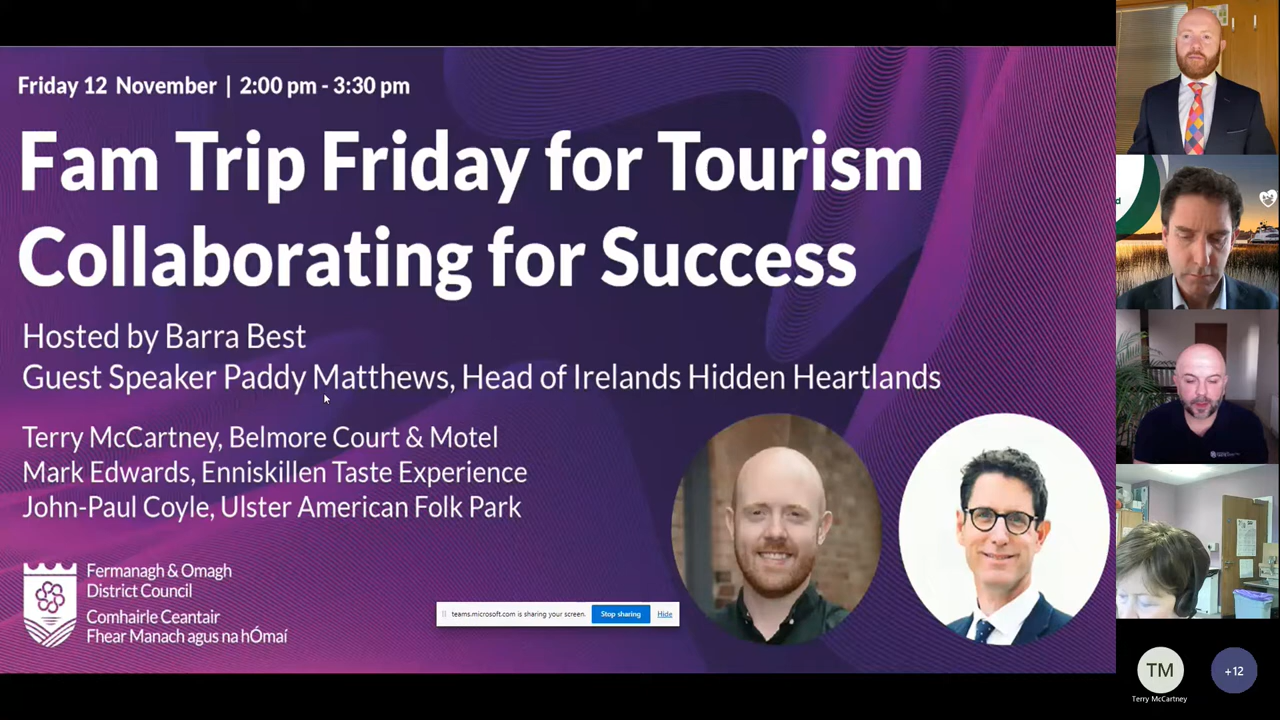 Friday 12 November | 2:00 pm - 3:30 pm
Fam Trip Friday for Tourism
Collaborating for Success
Hosted by Barra Best
Guest Speaker Paddy Matthews, Head of Irelands Hidden Heartlands
Terry McCartney, Belmore Court & Motel
Mark Edwards, Enniskillen Taste Experience
John-Paul Coyle, Ulster American Folk Park
Fermanagh & Omagh
District Council
Comhairle Ceantair
Fhear Manach agus na hÓmaí
teams.microsoft.com is sharing your screen. Stop sharing Hide
d
TM
Terry McCartney
+12